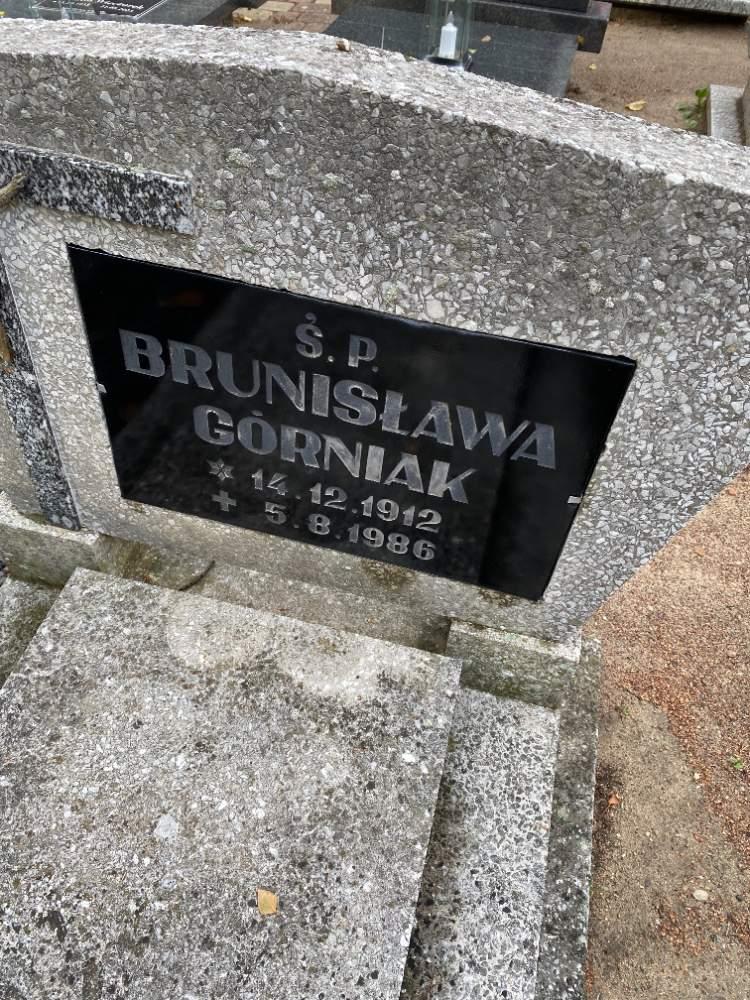 Ś. P.
BRUNISŁAWA
GÓRNIAK
✶ 14.12.1912
+ 5.8.1986